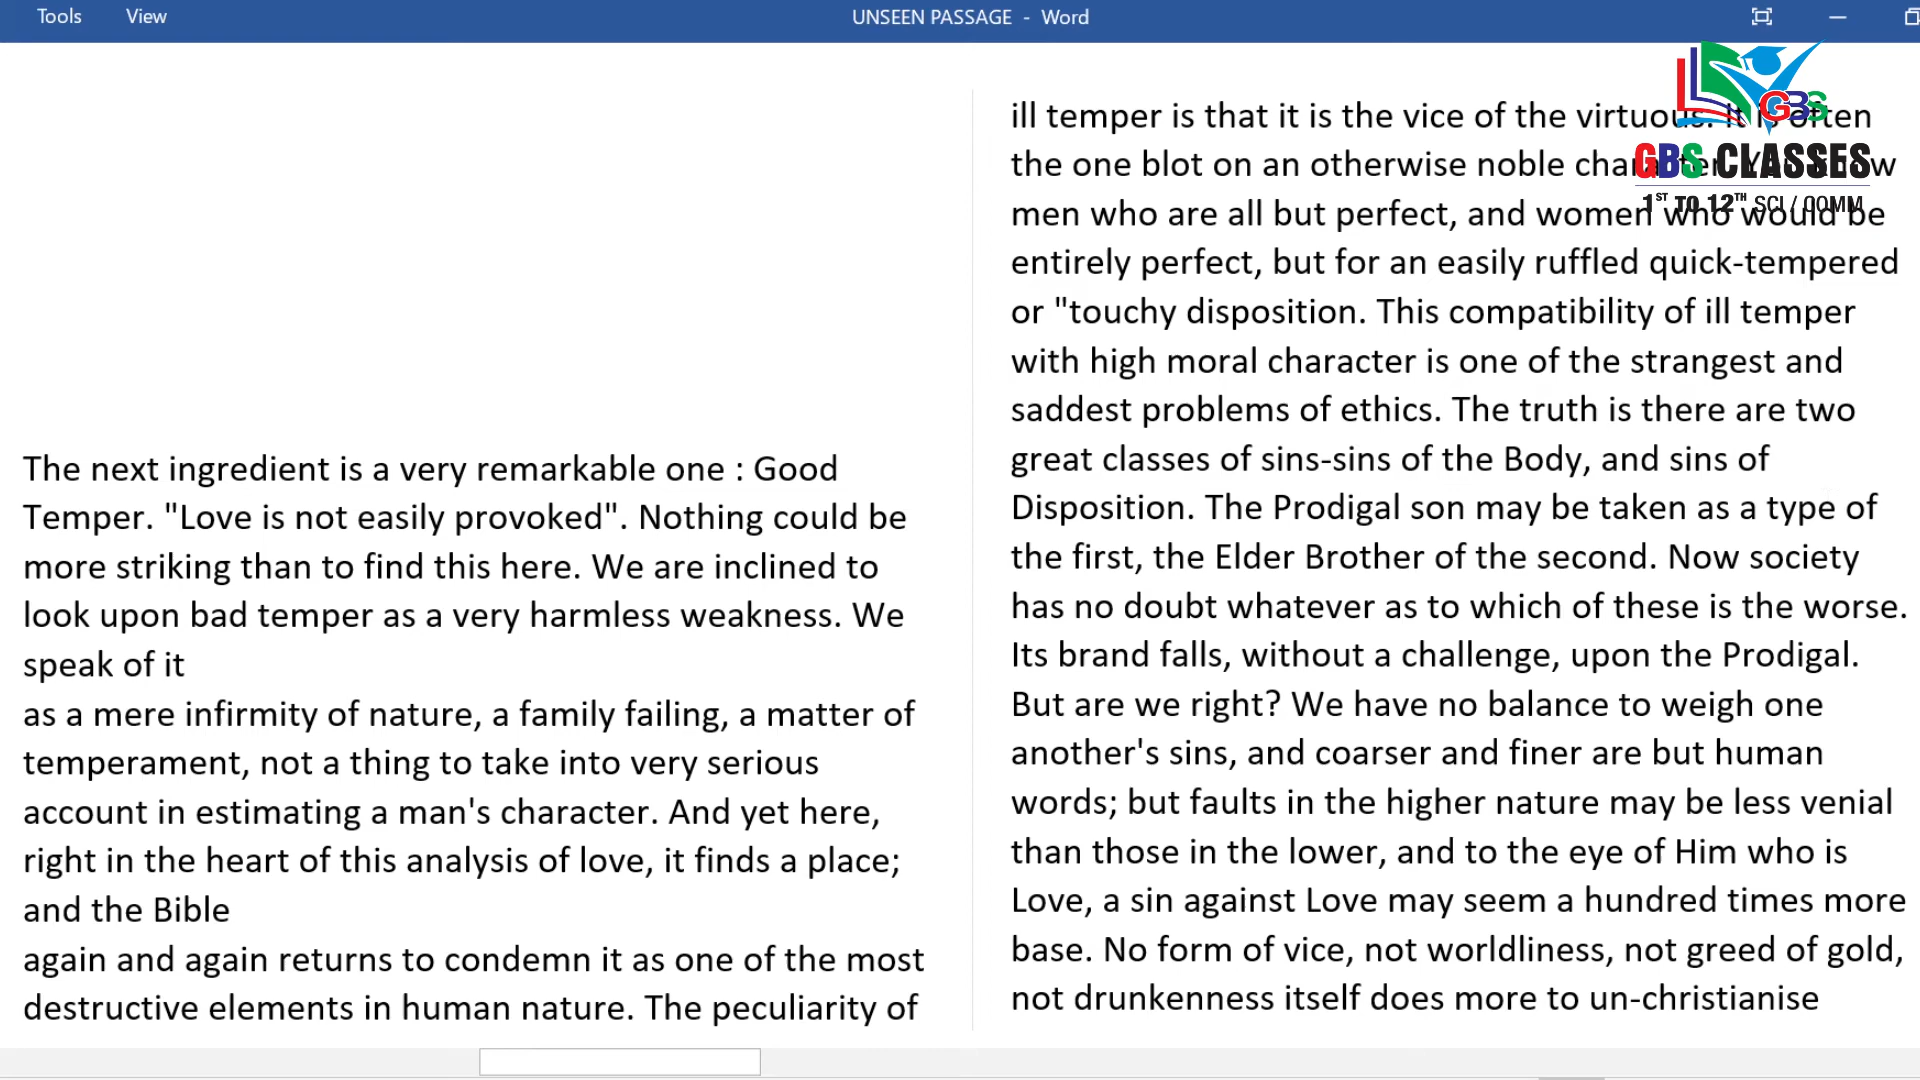 Tools View UNSEEN PASSAGE - Word
The next ingredient is a very remarkable one : Good
Temper. "Love is not easily provoked". Nothing could be
more striking than to find this here. We are inclined to
look upon bad temper as a very harmless weakness. We
speak of it
as a mere infirmity of nature, a family failing, a matter of
temperament, not a thing to take into very serious
account in estimating a man's character. And yet here,
right in the heart of this analysis of love, it finds a place;
and the Bible
again and again returns to condemn it as one of the most
destructive elements in human nature. The peculiarity of
ill temper is that it is the vice of the virtuous. It is often
the one blot on an otherwise noble character.
men who are all but perfect, and women who would be
entirely perfect, but for an easily ruffled quick-tempered
or "touchy disposition. This compatibility of ill temper
with high moral character is one of the strangest and
saddest problems of ethics. The truth is there are two
great classes of sins-sins of the Body, and sins of
Disposition. The Prodigal son may be taken as a type of
the first, the Elder Brother of the second. Now society
has no doubt whatever as to which of these is the worse.
Its brand falls, without a challenge, upon the Prodigal.
But are we right? We have no balance to weigh one
another's sins, and coarser and finer are but human
words; but faults in the higher nature may be less venial
than those in the lower, and to the eye of Him who is
Love, a sin against Love may seem a hundred times more
base. No form of vice, not worldliness, not greed of gold,
not drunkenness itself does more to un-christianise
GBS
GBS CLASSES
1ST TO 12TH SCI / COMM